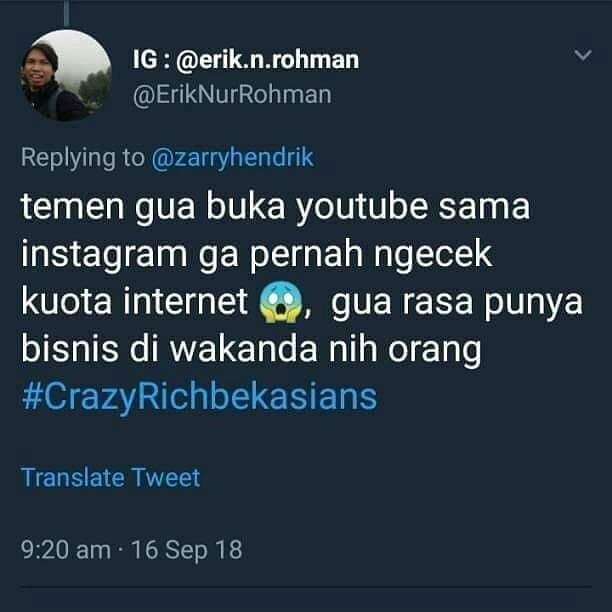 IG : @erik.n.rohman
@ErikNurRohman
Replying to @zarryhendrik
temen gua buka youtube sama
instagram ga pernah ngecek
kuota internet 😱,  gua rasa punya
bisnis di wakanda nih orang
#CrazyRichbekasians
Translate Tweet
9:20 am · 16 Sep 18